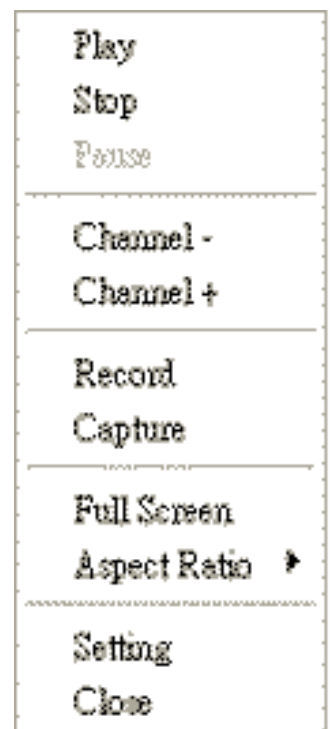 Play
Stop
Pause
Channel -
Channel +
Record
Capture
Full Screen
Aspect Ratio
Setting
Close